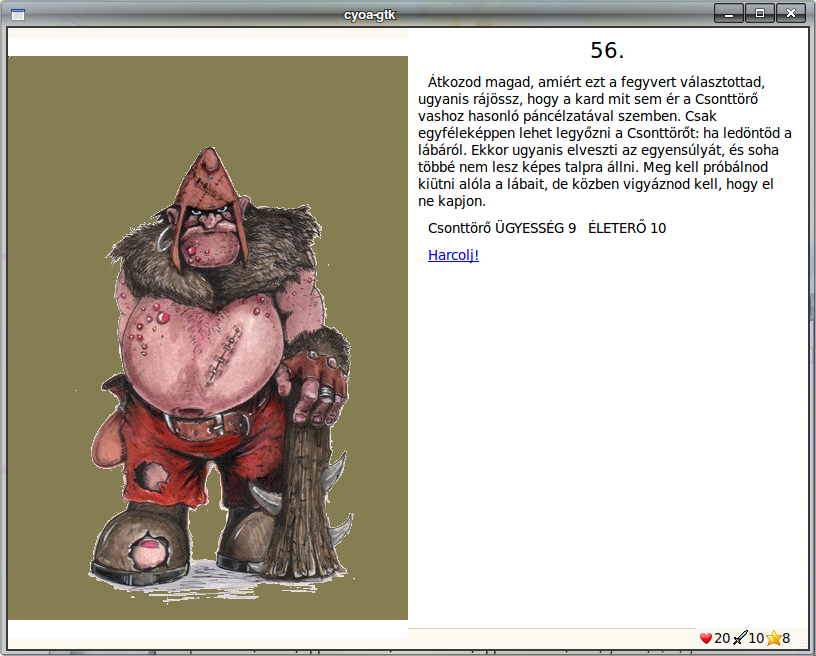 cyoa-gtk
56.
Átkozod magad, amiért ezt a fegyvert választottad,
ugyanis rájössz, hogy a kard mit sem ér a Csonttörő
vashoz hasonló páncélzatával szemben. Csak
egyféleképpen lehet legyőzni a Csonttörőt: ha ledöntöd a
lábáról. Ekkor ugyanis elveszti az egyensúlyát, és soha
többé nem lesz képes talpra állni. Meg kell próbálnod
kiütni alóla a lábait, de közben vigyáznod kell, hogy el
ne kapjon.
Csonttörő ÜGYESSÉG 9 ÉLETERŐ 10
Harcolj!
20 10 8